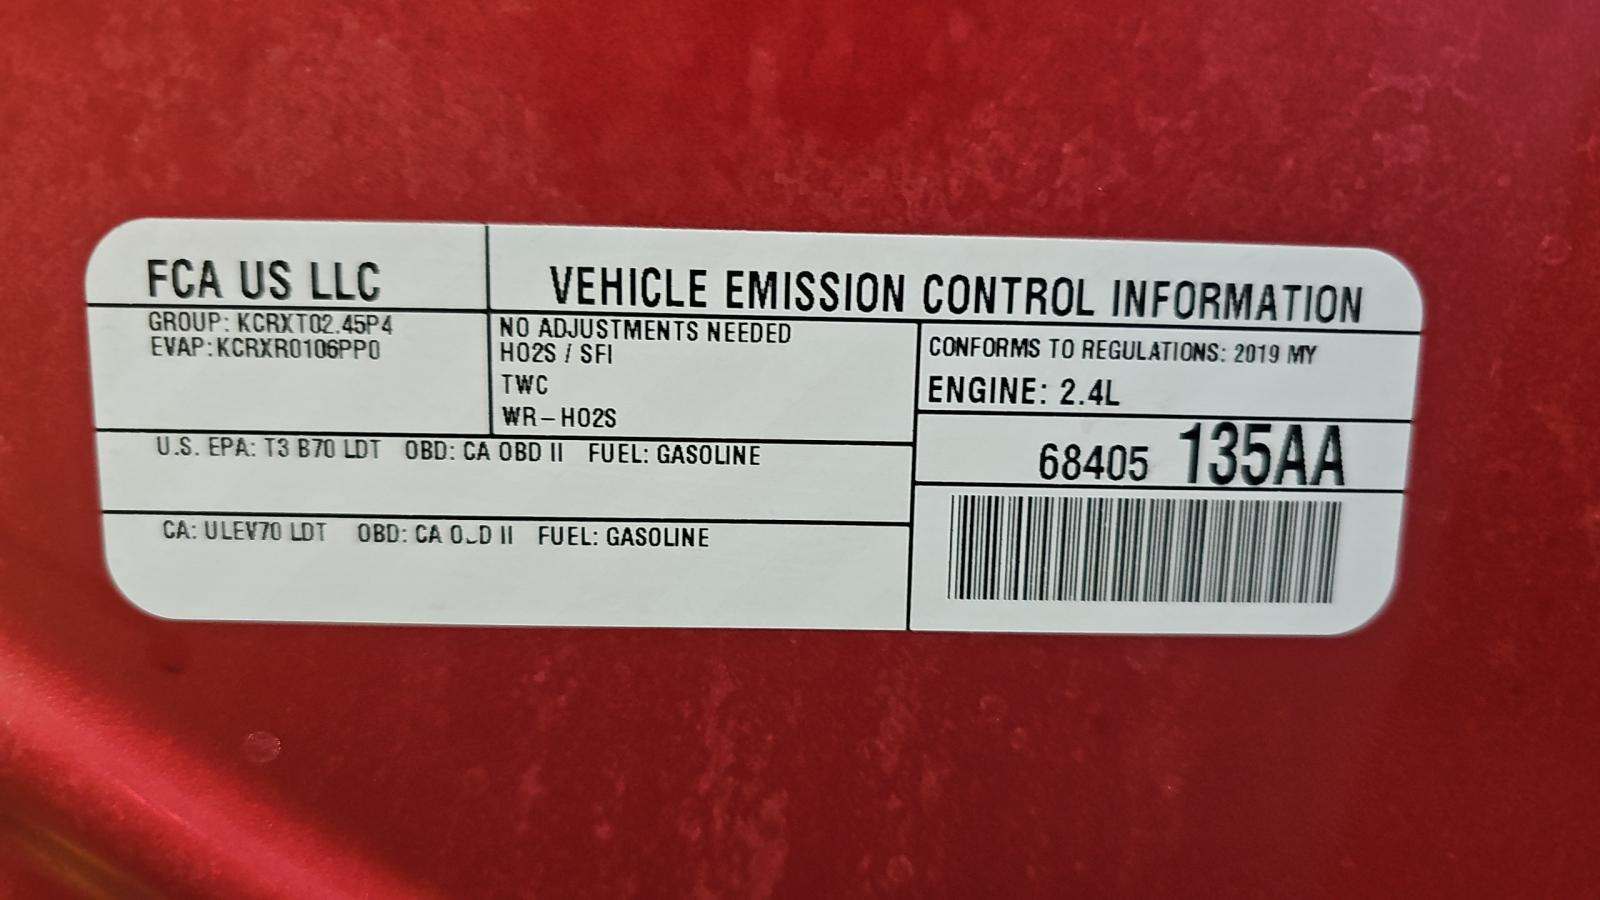 FCA US LLC
VEHICLE EMISSION CONTROL INFORMATION
GROUP: KCRXT02.45P4
EVAP:KCRXR0106PP0
NO ADJUSTMENTS NEEDED
HO2S / SFI
TWC
WR-HO2S
CONFORMS TO REGULATIONS: 2019 MY
ENGINE: 2.4L
68405 135AA
U.S. EPA: T3 B70 LDT OBD: CA OBD II FUEL: GASOLINE
CA: ULEV70 LDT OBD: CA II FUEL: GASOLINE